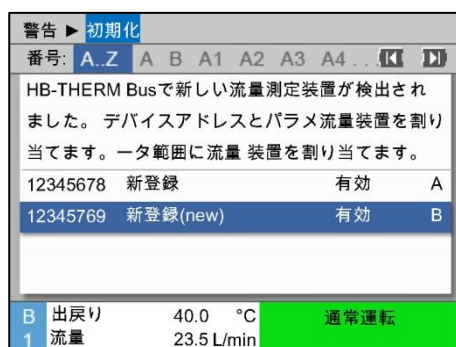 警告 ▶ 初期化
番号: A..Z A B A1 A2 A3 A4 . . .
HB-THERM Busで新しい流量測定装置が検出され
ました。 デバイスアドレスとパラメ流量装置を割り
当てます。ータ範囲に流量 装置を割り当てます。
12345678 新登録 有効 A
12345769 新登録(new) 有効 B
B 出戻り 40.0 °C 通常運転
1 流量 23.5 L/min